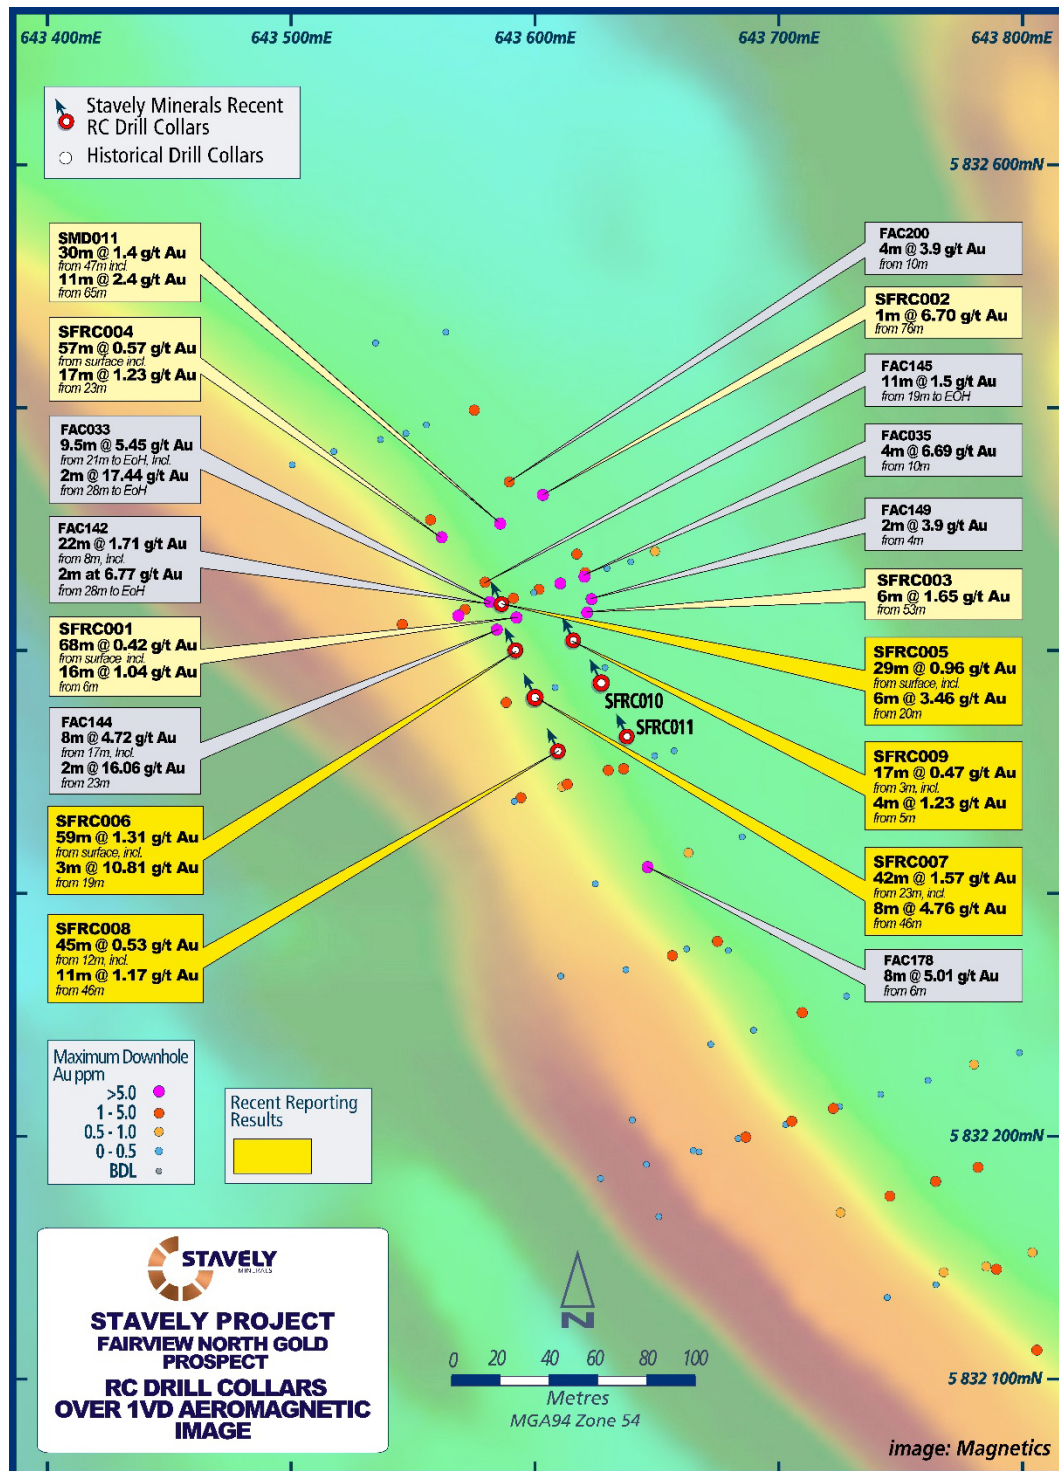 643 400mE
643 500mE
643 600mE
643 700mE
643 800mE
Stavely Minerals Recent
RC Drill Collars
Historical Drill Collars
5 832 600mN
SMD011
30m @ 1.4 g/t Au
from 47m incl.
11m @ 2.4 g/t Au
from 65m
SFRC004
57m @ 0.57 g/t Au
from surface incl.
17m @ 1.23 g/t Au
from 23m
FAC033
9.5m @ 5.45 g/t Au
from 21m to EoH, Incl.
2m @ 17.44 g/t Au
from 28m to EoH
FAC142
22m @ 1.71 g/t Au
from 8m, incl.
2m at 6.77 g/t Au
from 28m to EoH
SFRC001
68m @ 0.42 g/t Au
from surface incl.
16m @ 1.04 g/t Au
from 6m
FAC144
8m @ 4.72 g/t Au
from 17m, Incl.
2m @ 16.06 g/t Au
from 23m
SFRC006
59m @ 1.31 g/t Au
from surface, incl.
3m @ 10.81 g/t Au
from 19m
SFRC008
45m @ 0.53 g/t Au
from 12m, incl.
11m @ 1.17 g/t Au
from 46m
FAC200
4m @ 3.9 g/t Au
from 10m
SFRC002
1m @ 6.70 g/t Au
from 76m
FAC145
11m @ 1.5 g/t Au
from 19m to EOH
FAC035
4m @ 6.69 g/t Au
from 10m
FAC149
2m @ 3.9 g/t Au
from 4m
SFRC003
6m @ 1.65 g/t Au
from 53m
SFRC005
29m @ 0.96 g/t Au
from surface, incl.
6m @ 3.46 g/t Au
from 20m
SFRC009
17m @ 0.47 g/t Au
from 3m, incl.
4m @ 1.23 g/t Au
from 5m
SFRC007
42m @ 1.57 g/t Au
from 23m, incl.
8m @ 4.76 g/t Au
from 46m
FAC178
8m @ 5.01 g/t Au
from 6m
SFRC010
SFRC011
Maximum Downhole
Au ppm
>5.0
1 - 5.0
0.5 - 1.0
0 - 0.5
BDL
Recent Reporting
Results
5 832 200mN
STAVELY
MINERALS
STAVELY PROJECT
FAIRVIEW NORTH GOLD
PROSPECT
RC DRILL COLLARS
OVER 1VD AEROMAGNETIC
IMAGE
N
0 20 40 60 80 100
Metres
MGA94 Zone 54
5 832 100mN
image: Magnetics